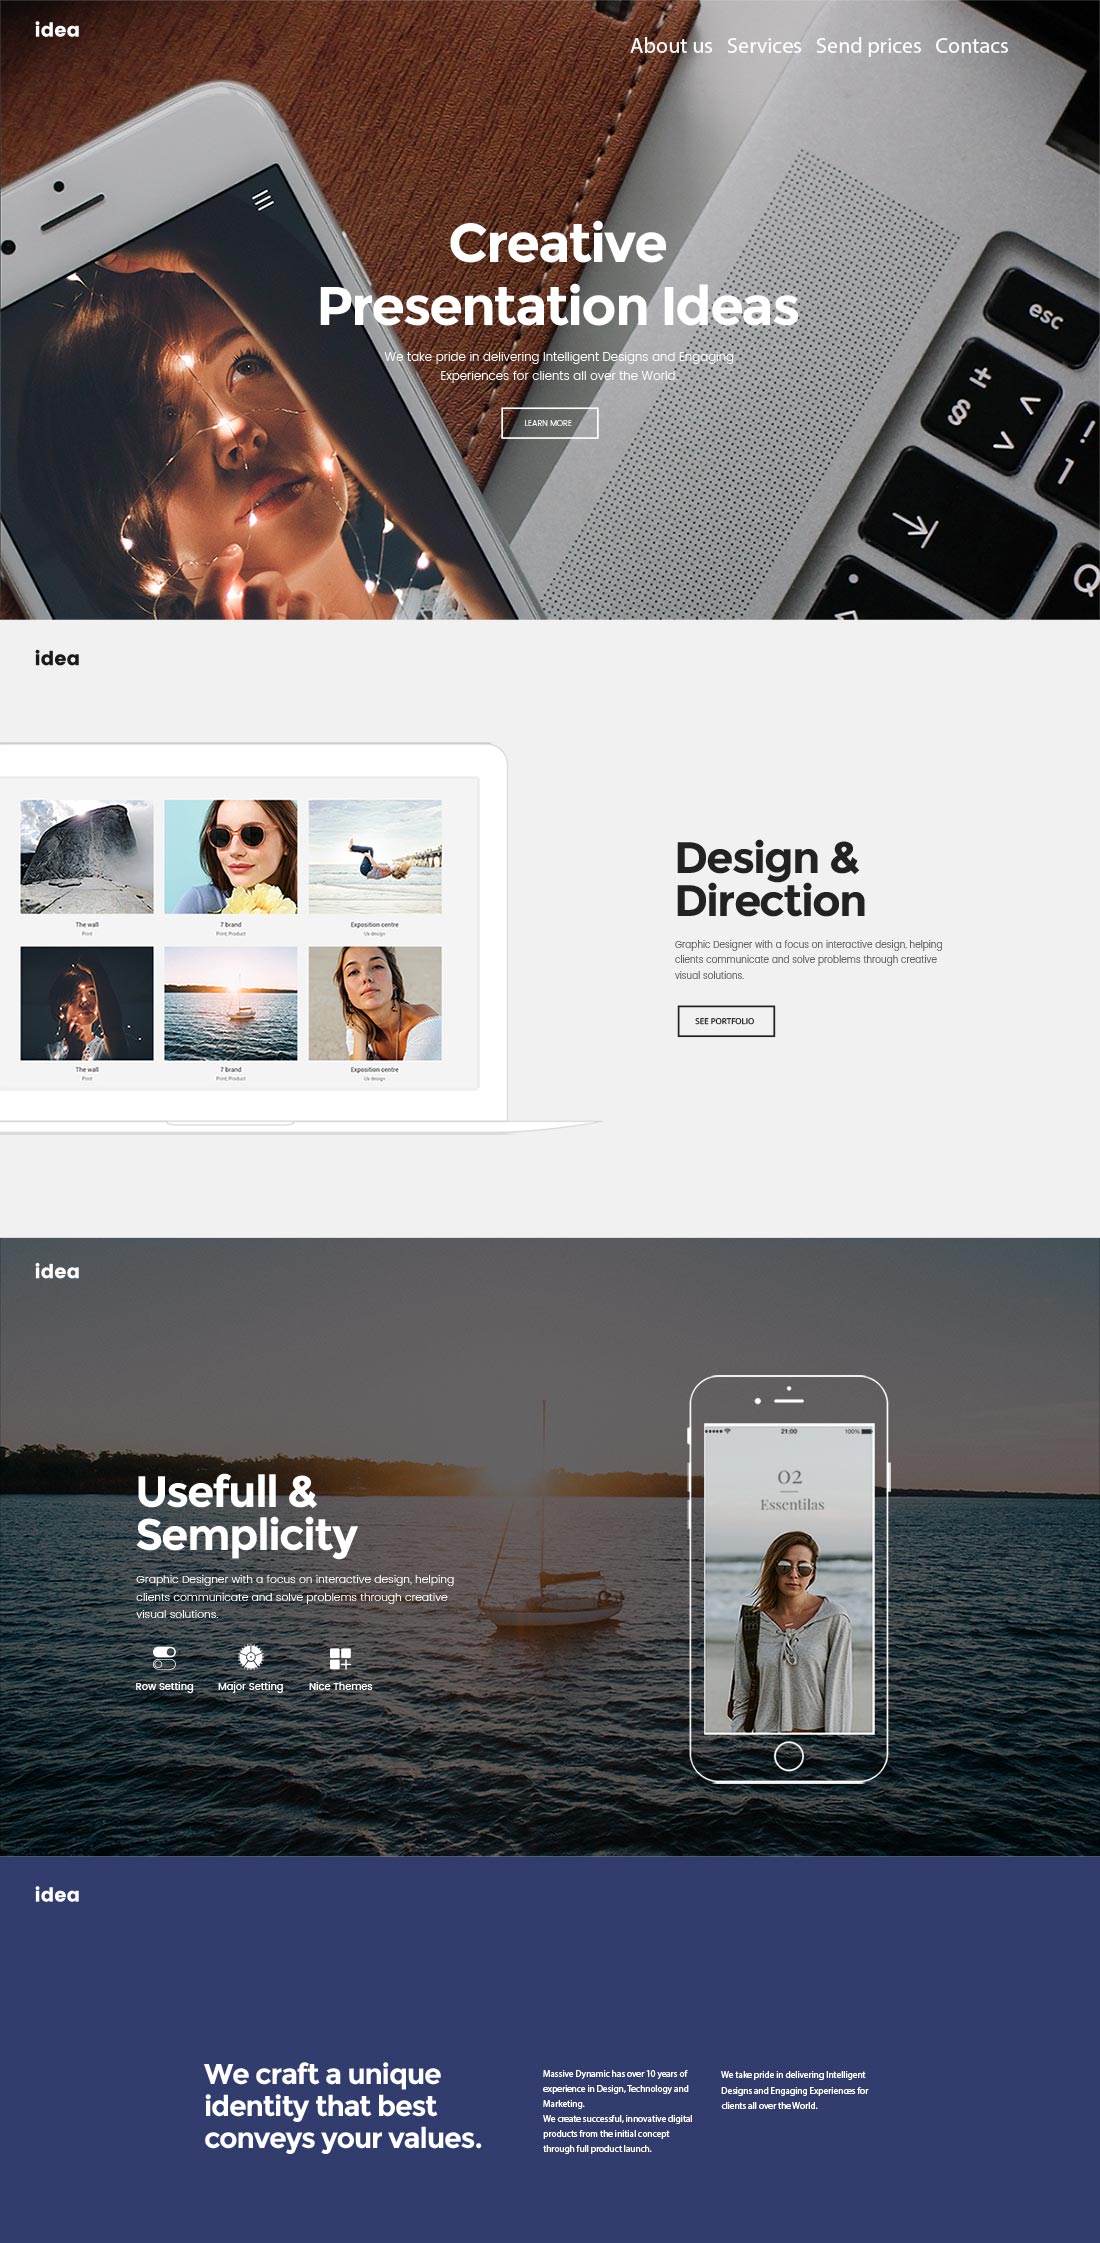 idea
About us Services Send prices Contacs
Creative
Presentation Ideas
We take pride in delivering Intelligent Designs and Engaging
Experiences for clients all over the World.
LEARN MORE
esc
±
§
<
>
!
1
Q
idea
The wall
Print
7 brand
Print, Product
Exposition centre
Ux design
The wall
Print
7 brand
Print, Product
Exposition centre
Ux design
Design &
Direction
Graphic Designer with a focus on interactive design, helping
clients communicate and solve problems through creative
visual solutions.
SEE PORTFOLIO
idea
21:00
100%
02
Essentilas
Usefull &
Semplicity
Graphic Designer with a focus on interactive design, helping
clients communicate and solve problems through creative
visual solutions.
Row Setting
Major Setting
Nice Themes
idea
We craft a unique
identity that best
conveys your values.
Massive Dynamic has over 10 years of
experience in Design, Technology and
Marketing.
We create successful, innovative digital
products from the initial concept
through full product launch.
We take pride in delivering Intelligent
Designs and Engaging Experiences for
clients all over the World.